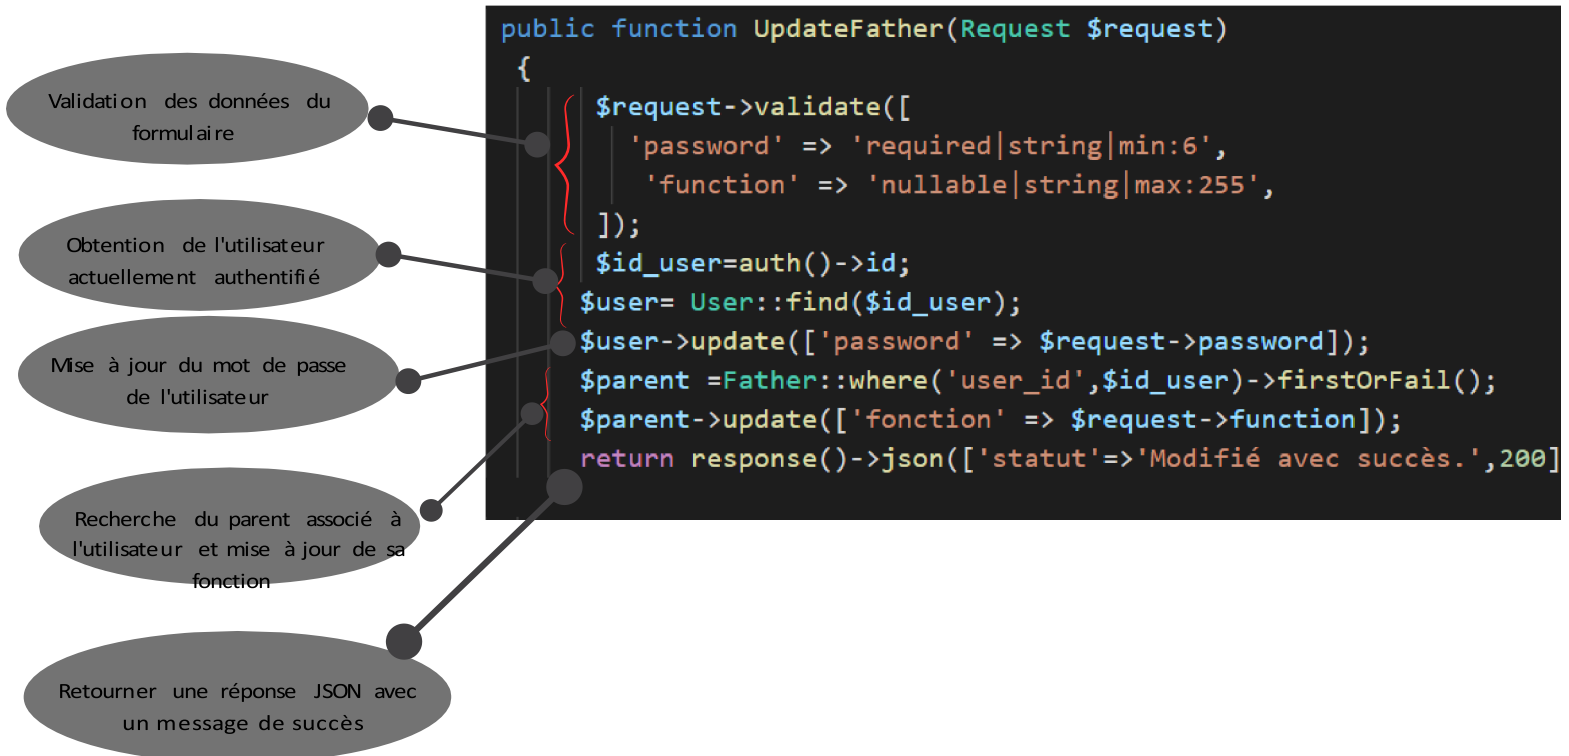 Validation des données du
formulaire
Obtention de l'utilisateur
actuellement authentifié
Mise à jour du mot de passe
de l'utilisateur
Recherche du parent associé à
l'utilisateur et mise à jour de sa
fonction
Retourner une réponse JSON avec
un message de succès
public function UpdateFather(Request $request)
{
$request->validate([
'password' => 'required|string|min:6',
'function' => 'nullable|string|max:255',
]);
$id_user=auth()->id;
$user= User::find($id_user);
$user->update(['password' => $request->password]);
$parent =Father::where('user_id',$id_user)->firstOrFail();
$parent->update(['fonction' => $request->function]);
return response()->json(['statut'=>'Modifié avec succès.',200]